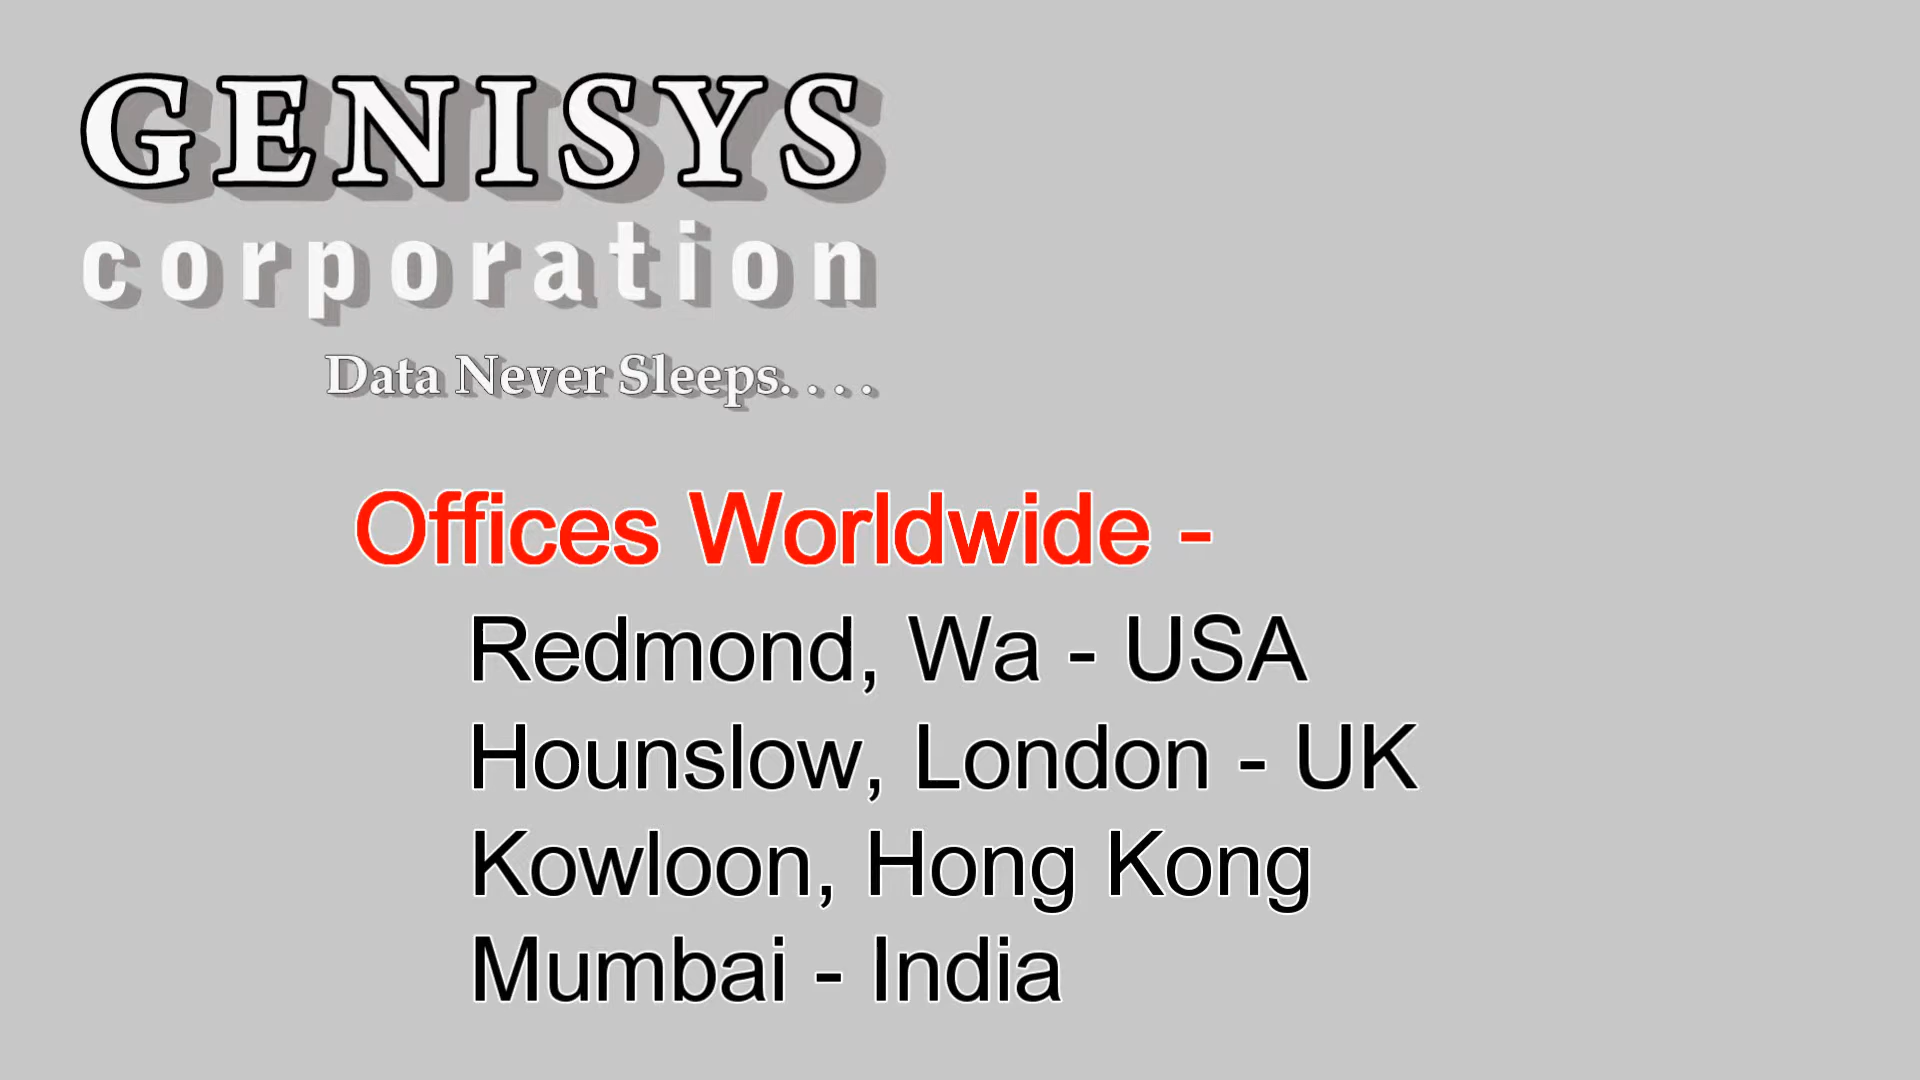 GENISYS
corporation
Data Never Sleeps. . . .
Offices Worldwide -
Redmond, Wa - USA
Hounslow, London - UK
Kowloon, Hong Kong
Mumbai - India